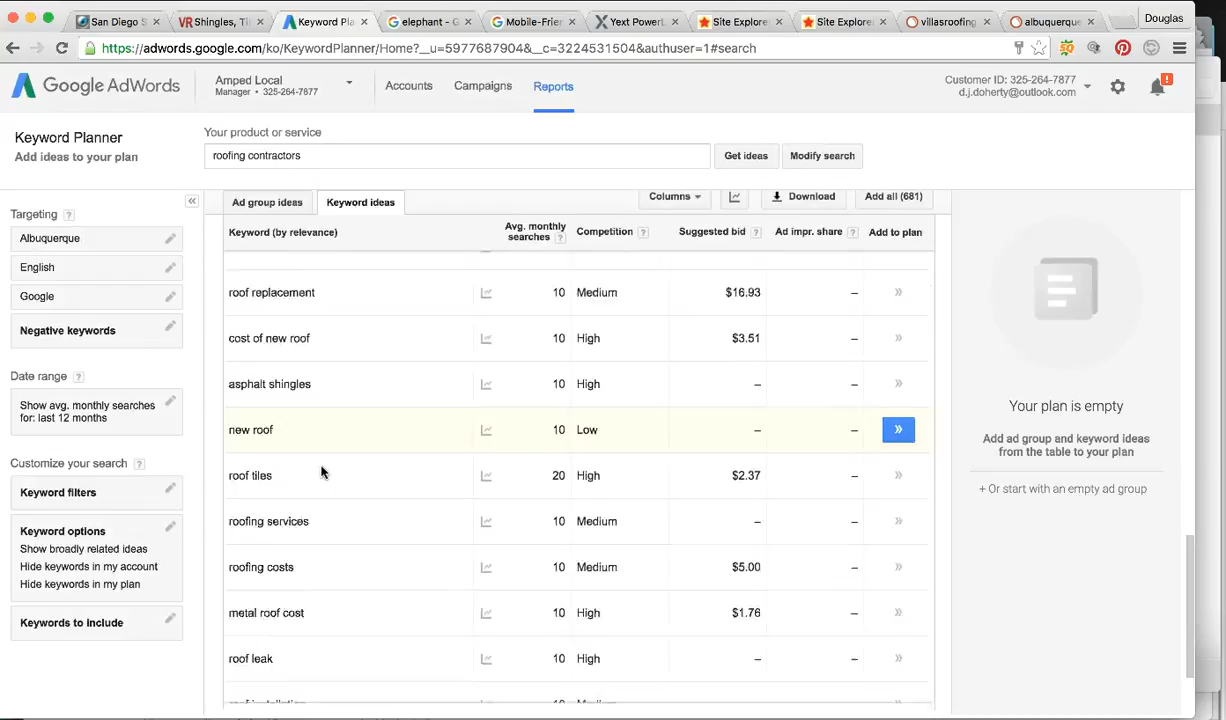 San Diego S
VR Shingles, Til
Keyword Pla
elephant - G
Mobile-Frien
Yext PowerL
Site Explore
Site Explore
villasroofing
albuquerque
Douglas
https://adwords.google.com/ko/KeywordPlanner/Home?__u=5977687904&__c=3224531504&authuser=1#search
Google AdWords
Amped Local
Manager • 325-264-7877
Accounts
Campaigns
Reports
Customer ID: 325-264-7877
d.j.doherty@outlook.com
Keyword Planner
Add ideas to your plan
Your product or service
roofing contractors
Get ideas
Modify search
Targeting ?
Albuquerque
English
Google
Negative keywords
Date range ?
Show avg. monthly searches
for: last 12 months
Customize your search ?
Keyword filters
Keyword options
Show broadly related ideas
Hide keywords in my account
Hide keywords in my plan
Keywords to include
Ad group ideas
Keyword ideas
Columns
Download
Add all (681)
Keyword (by relevance)
Avg. monthly
searches ?
Competition ?
Suggested bid ?
Ad impr. share ?
Add to plan
roof replacement 10 Medium $16.93 – »
cost of new roof 10 High $3.51 – »
asphalt shingles 10 High – – »
new roof 10 Low – – »
roof tiles 20 High $2.37 – »
roofing services 10 Medium – – »
roofing costs 10 Medium $5.00 – »
metal roof cost 10 High $1.76 – »
roof leak 10 High – – »
Your plan is empty
Add ad group and keyword ideas
from the table to your plan
+ Or start with an empty ad group